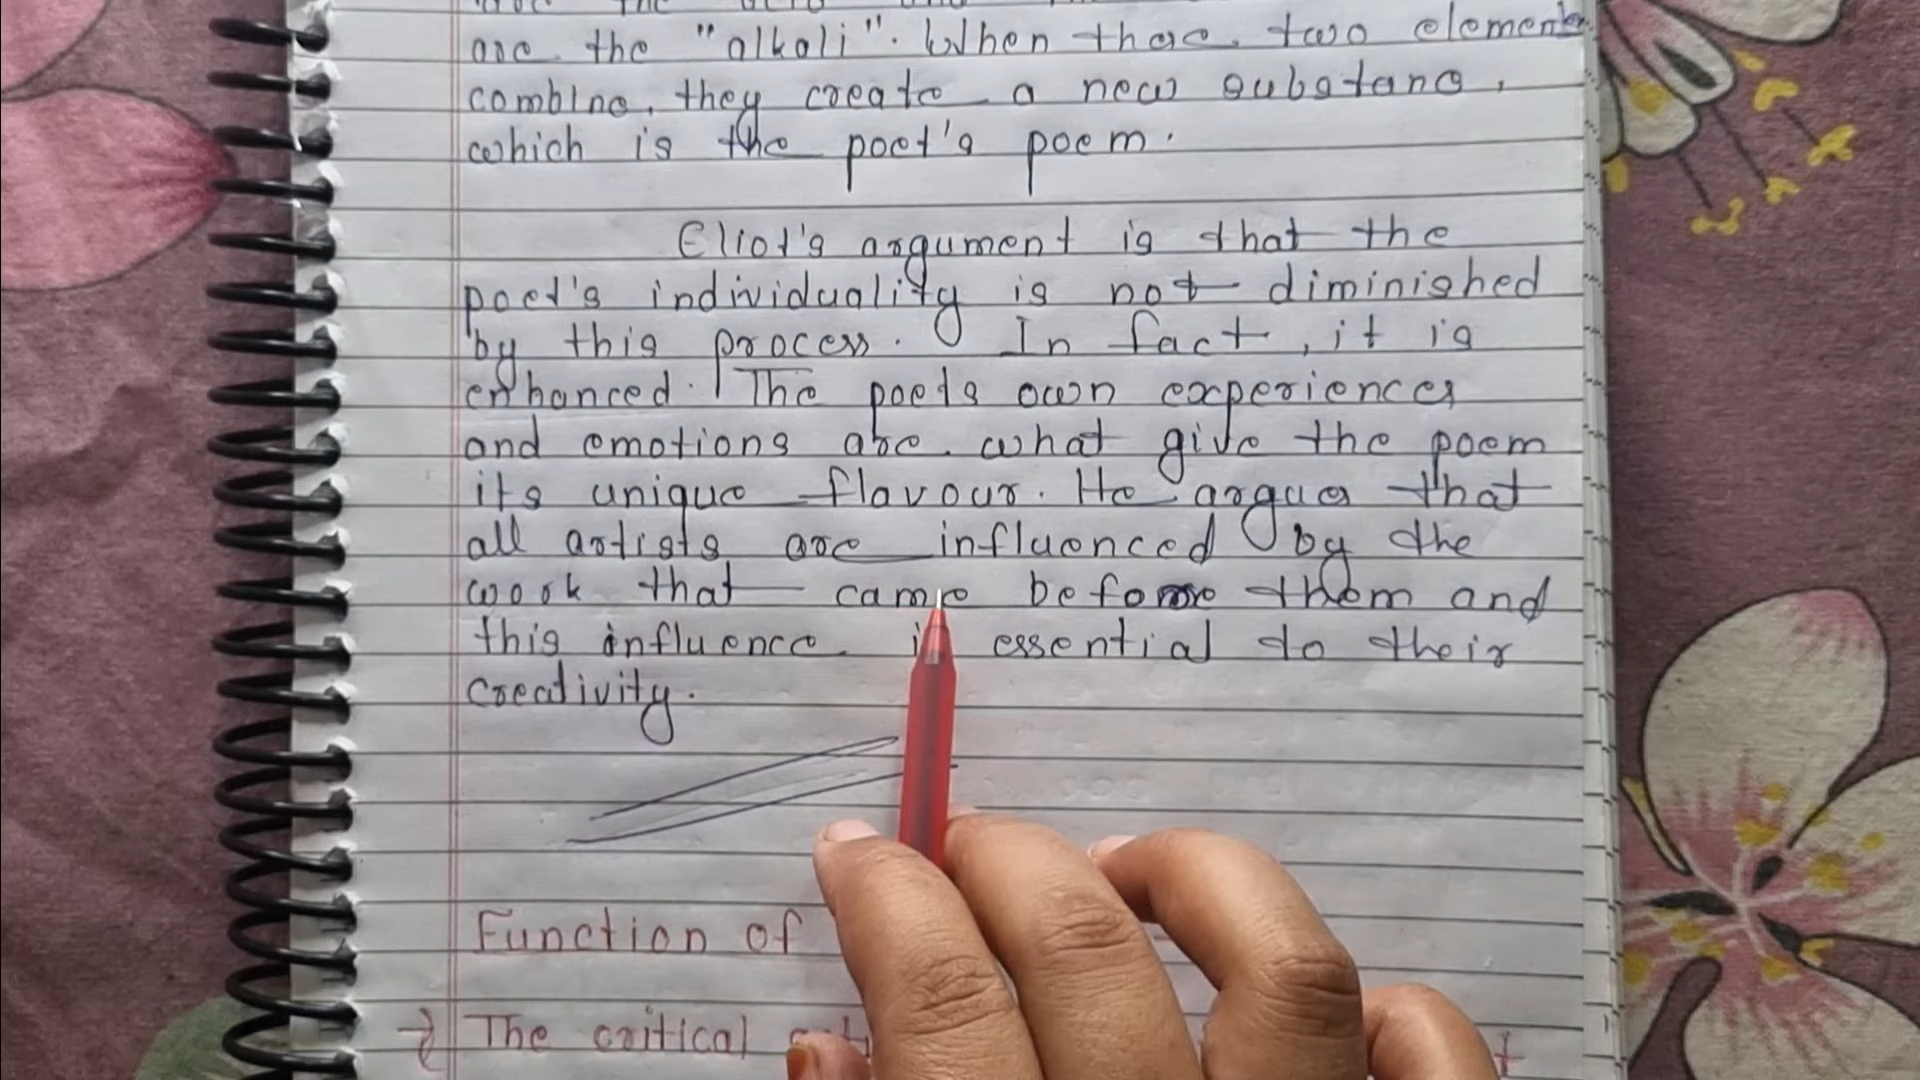 are the "alkali". When these two elements
combine, they create a new substanc,
which is the poet's poem.
Eliot's argument is that the
poet's individuality is not diminished
by this process. In fact, it is
enhanced. The poets own experiences
and emotions are what give the poem
its unique flavour. He argues that
all artists are influenced by the
work that came before them and
this influence is essential to their
creativity.
Function of
→ The critical